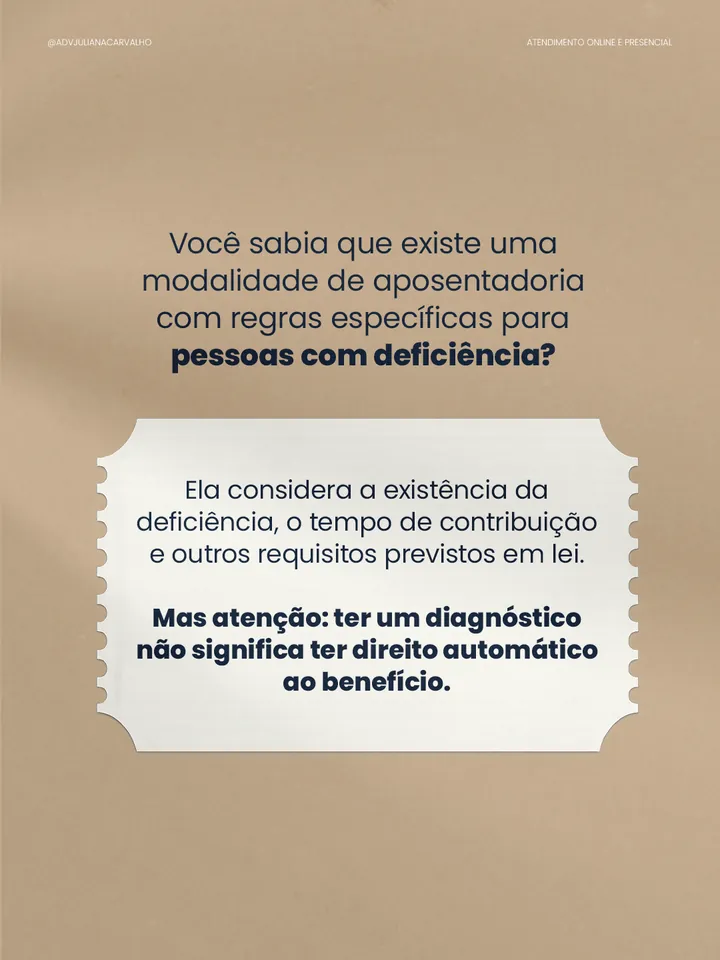 @ADVJULIANACARVALHO
ATENDIMENTO ONLINE E PRESENCIAL
Você sabia que existe uma
modalidade de aposentadoria
com regras específicas para
pessoas com deficiência?
Ela considera a existência da
deficiência, o tempo de contribuição
e outros requisitos previstos em lei.
Mas atenção: ter um diagnóstico
não significa ter direito automático
ao benefício.